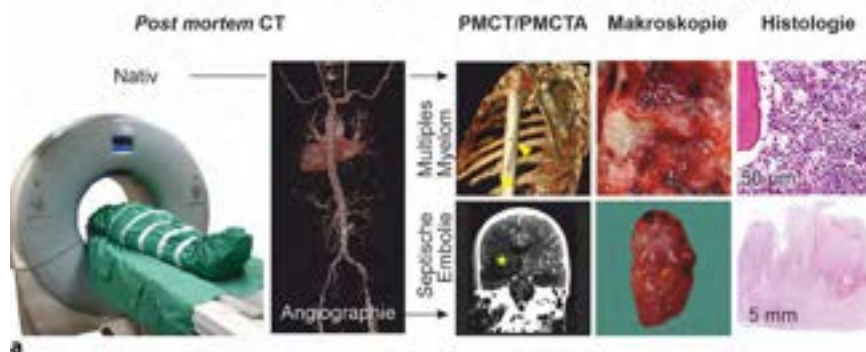 Post mortem CT
PMCT/PMCTA
Makroskopie
Histologie
Nativ
Multiples
Myelom
50 µm
Septische
Embolie
Angiographie
5 mm
a